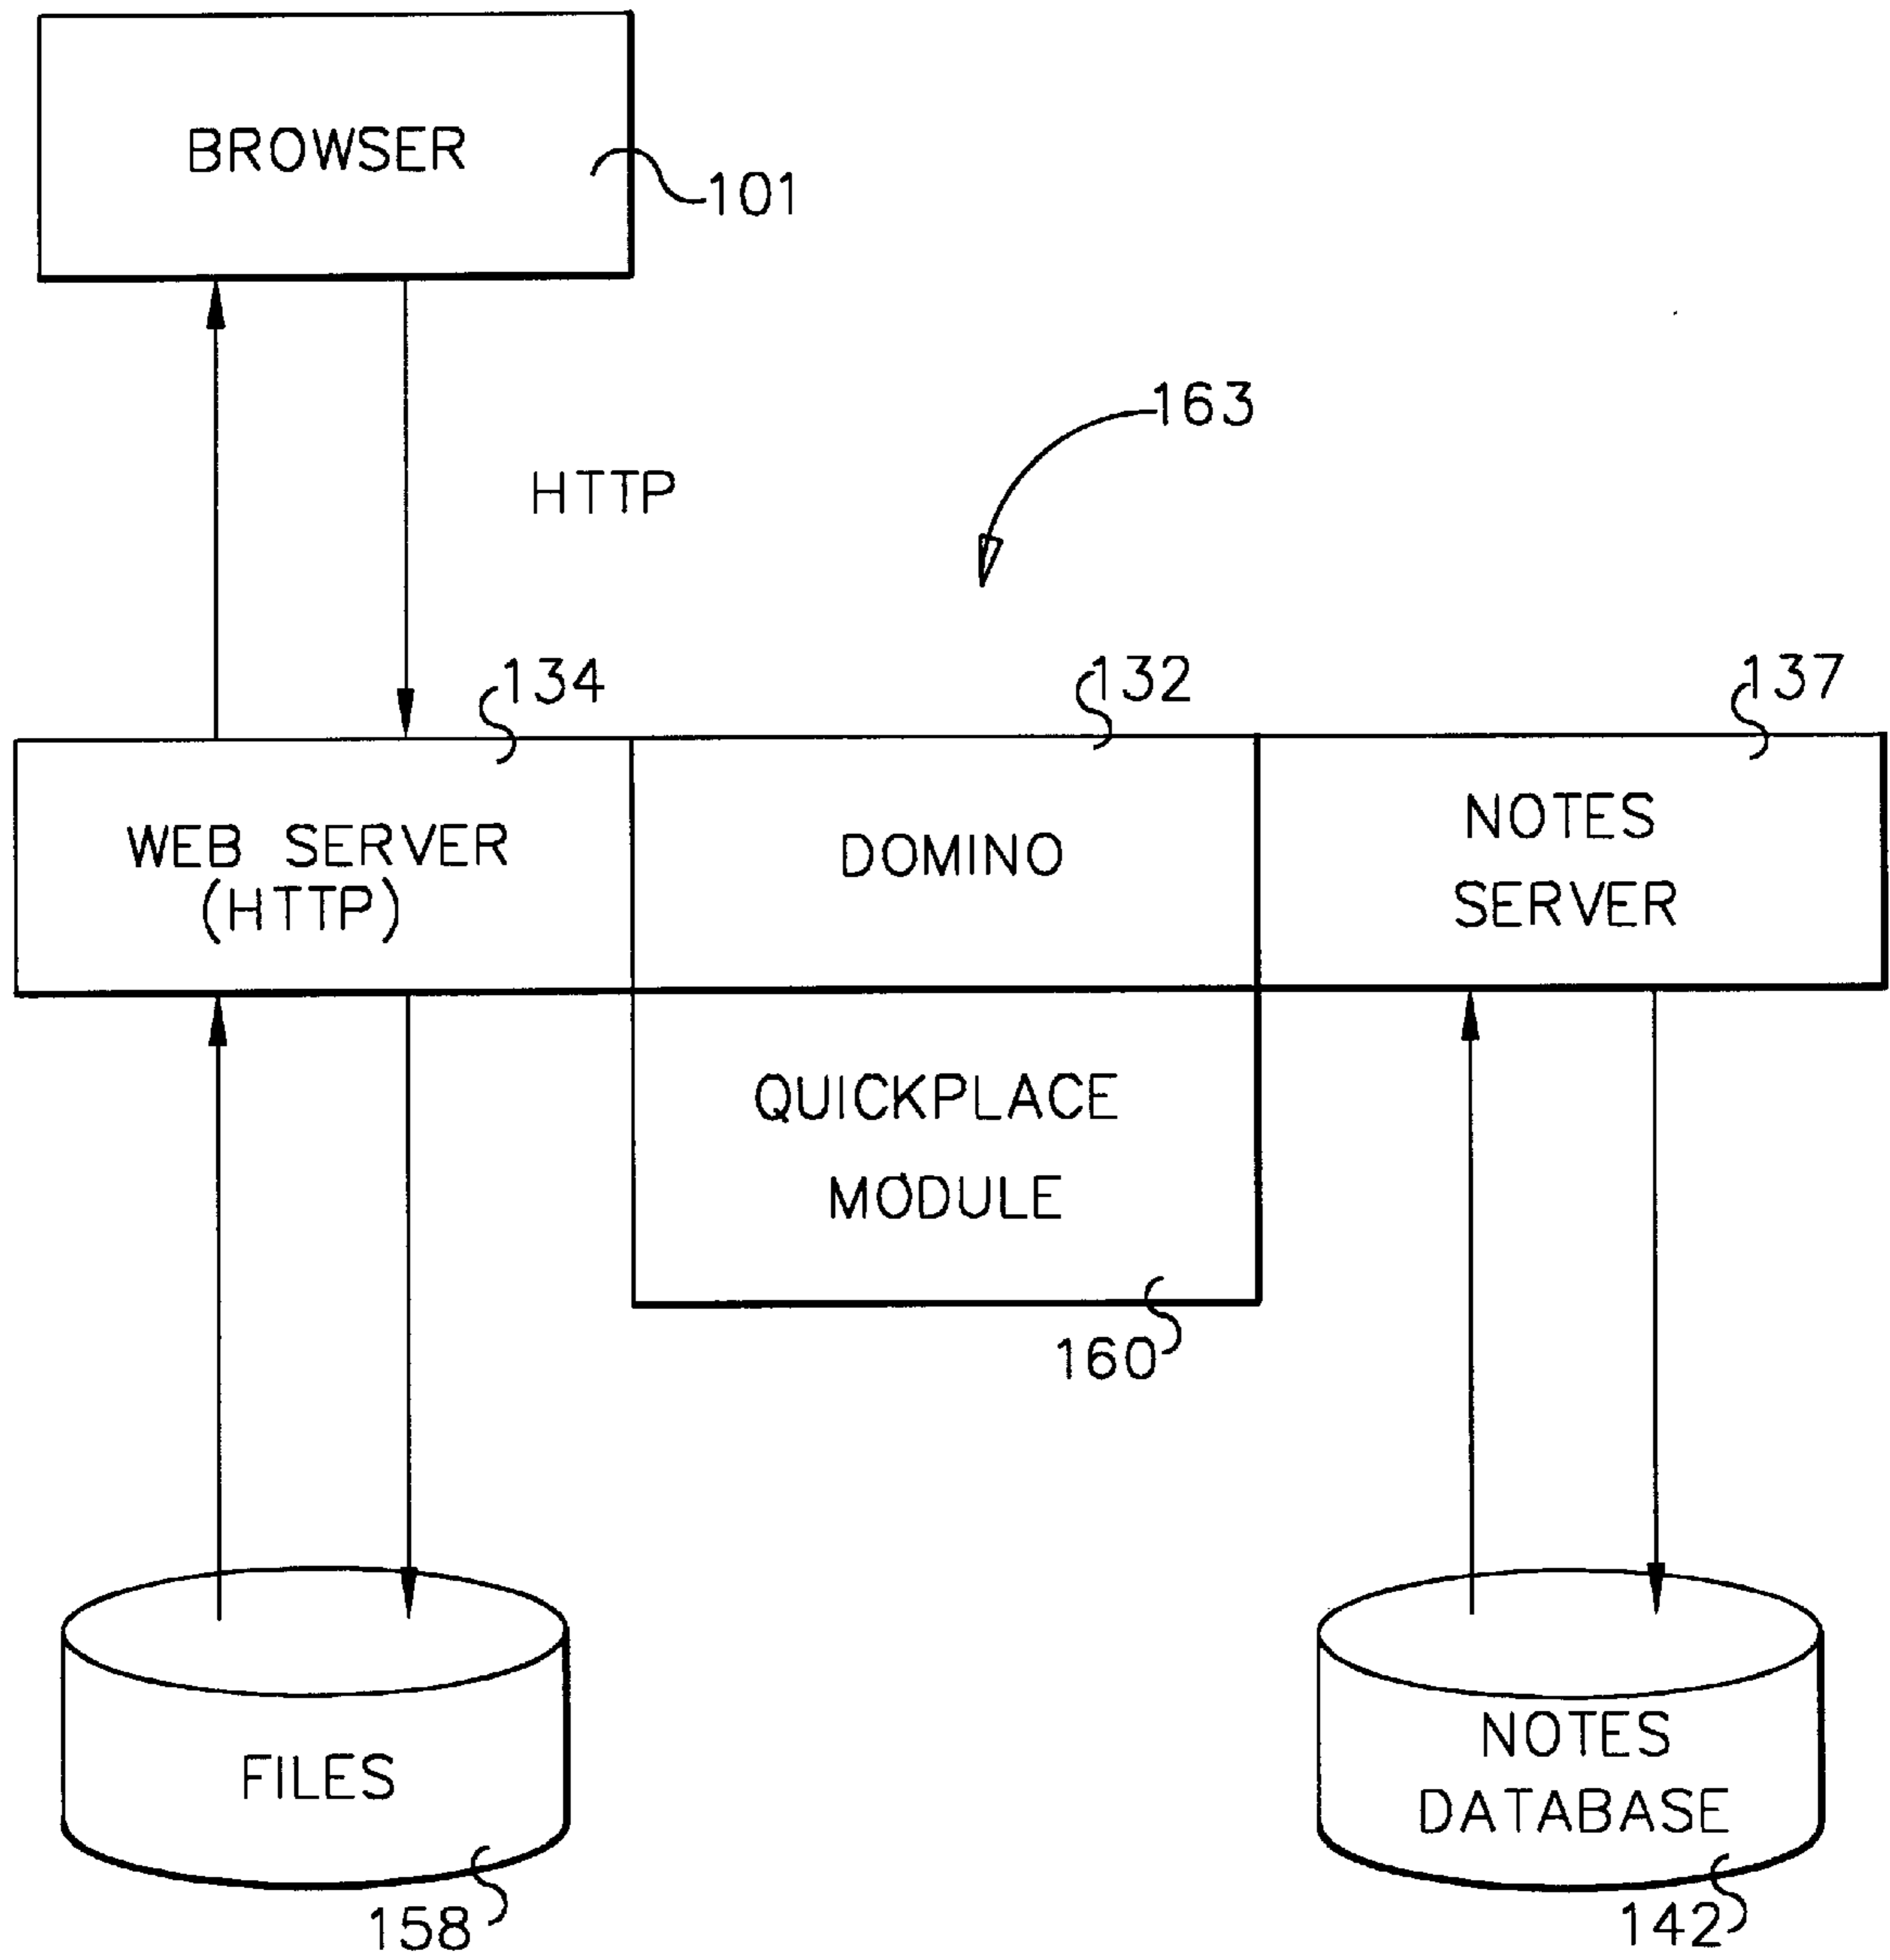 BROWSER
101
163
HTTP
134
132
137
WEB SERVER
(HTTP)
DOMINO
NOTES
SERVER
QUICKPLACE
MODULE
160
FILES
NOTES
DATABASE
158
142